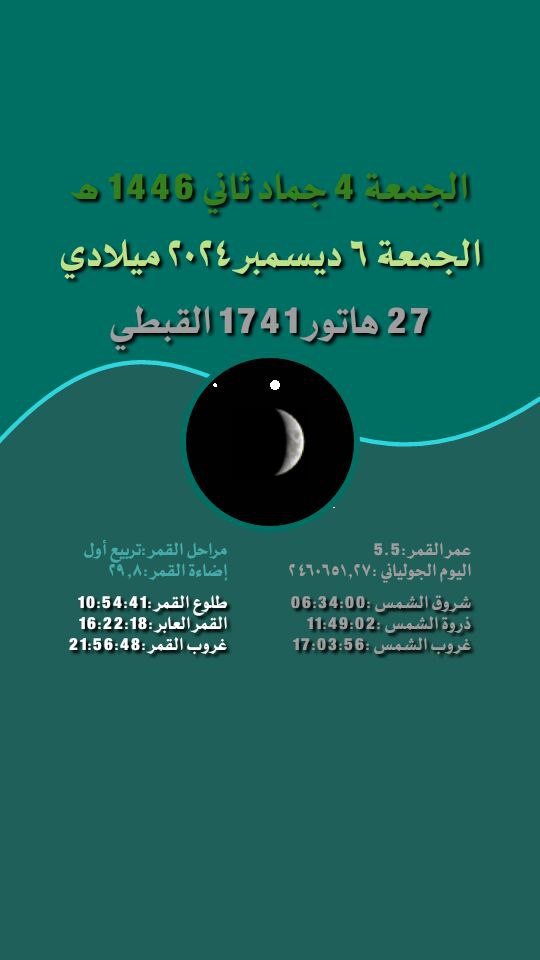 الجمعة 4 جماد ثاني 1446 ه
الجمعة ٦ ديسمبر ٢٠٢٤ ميلادي
27 هاتور 1741 القبطي
عمر القمر:5.5
اليوم الجولياني :٢٤٦٠٦٥١,٢٧
شروق الشمس :06:34:00
ذروة الشمس :11:49:02
غروب الشمس :17:03:56
مراحل القمر:تربيع أول
إضاءة القمر:٢٩,٨
طلوع القمر:10:54:41
القمر العابر:16:22:18
غروب القمر:21:56:48